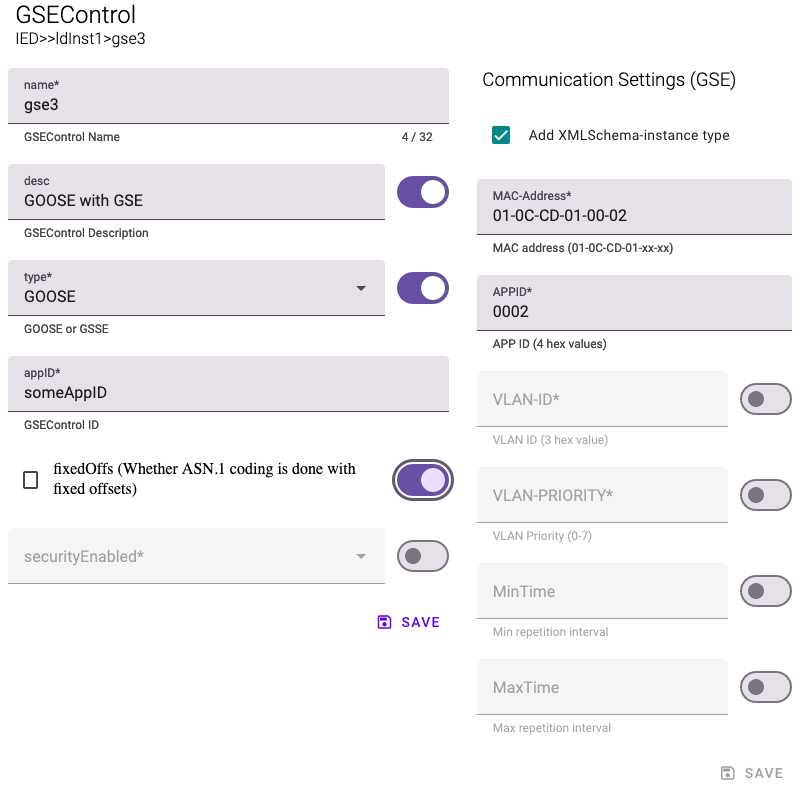 GSEControl
IED>>ldInst1>gse3
name*
gse3
GSEControl Name
4 / 32
desc
GOOSE with GSE
GSEControl Description
type*
GOOSE
GOOSE or GSSE
appID*
someAppID
GSEControl ID
fixedOffs (Whether ASN.1 coding is done with
fixed offsets)
securityEnabled*
SAVE
Communication Settings (GSE)
Add XMLSchema-instance type
MAC-Address*
01-0C-CD-01-00-02
MAC address (01-0C-CD-01-xx-xx)
APPID*
0002
APP ID (4 hex values)
VLAN-ID*
VLAN ID (3 hex value)
VLAN-PRIORITY*
VLAN Priority (0-7)
MinTime
Min repetition interval
MaxTime
Max repetition interval
SAVE